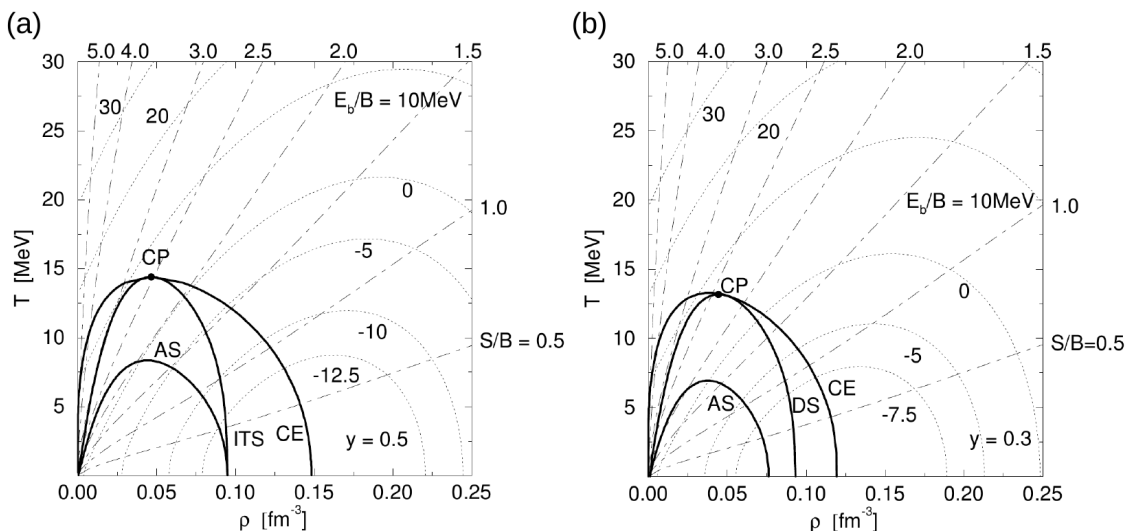 (a)
5.0 4.0 3.0 2.5 2.0 1.5
30
25
20
15
10
5
T [MeV]
30
20
E_b/B = 10MeV
0
1.0
-5
CP
-10
S/B = 0.5
AS
-12.5
ITS
CE
y = 0.5
0.00 0.05 0.10 0.15 0.20 0.25
ρ [fm⁻³]
(b)
5.0 4.0 3.0 2.5 2.0 1.5
30
25
20
15
10
5
T [MeV]
30
20
E_b/B = 10MeV
1.0
0
CP
S/B=0.5
-5
AS
DS
CE
-7.5
y = 0.3
0.00 0.05 0.10 0.15 0.20 0.25
ρ [fm⁻³]